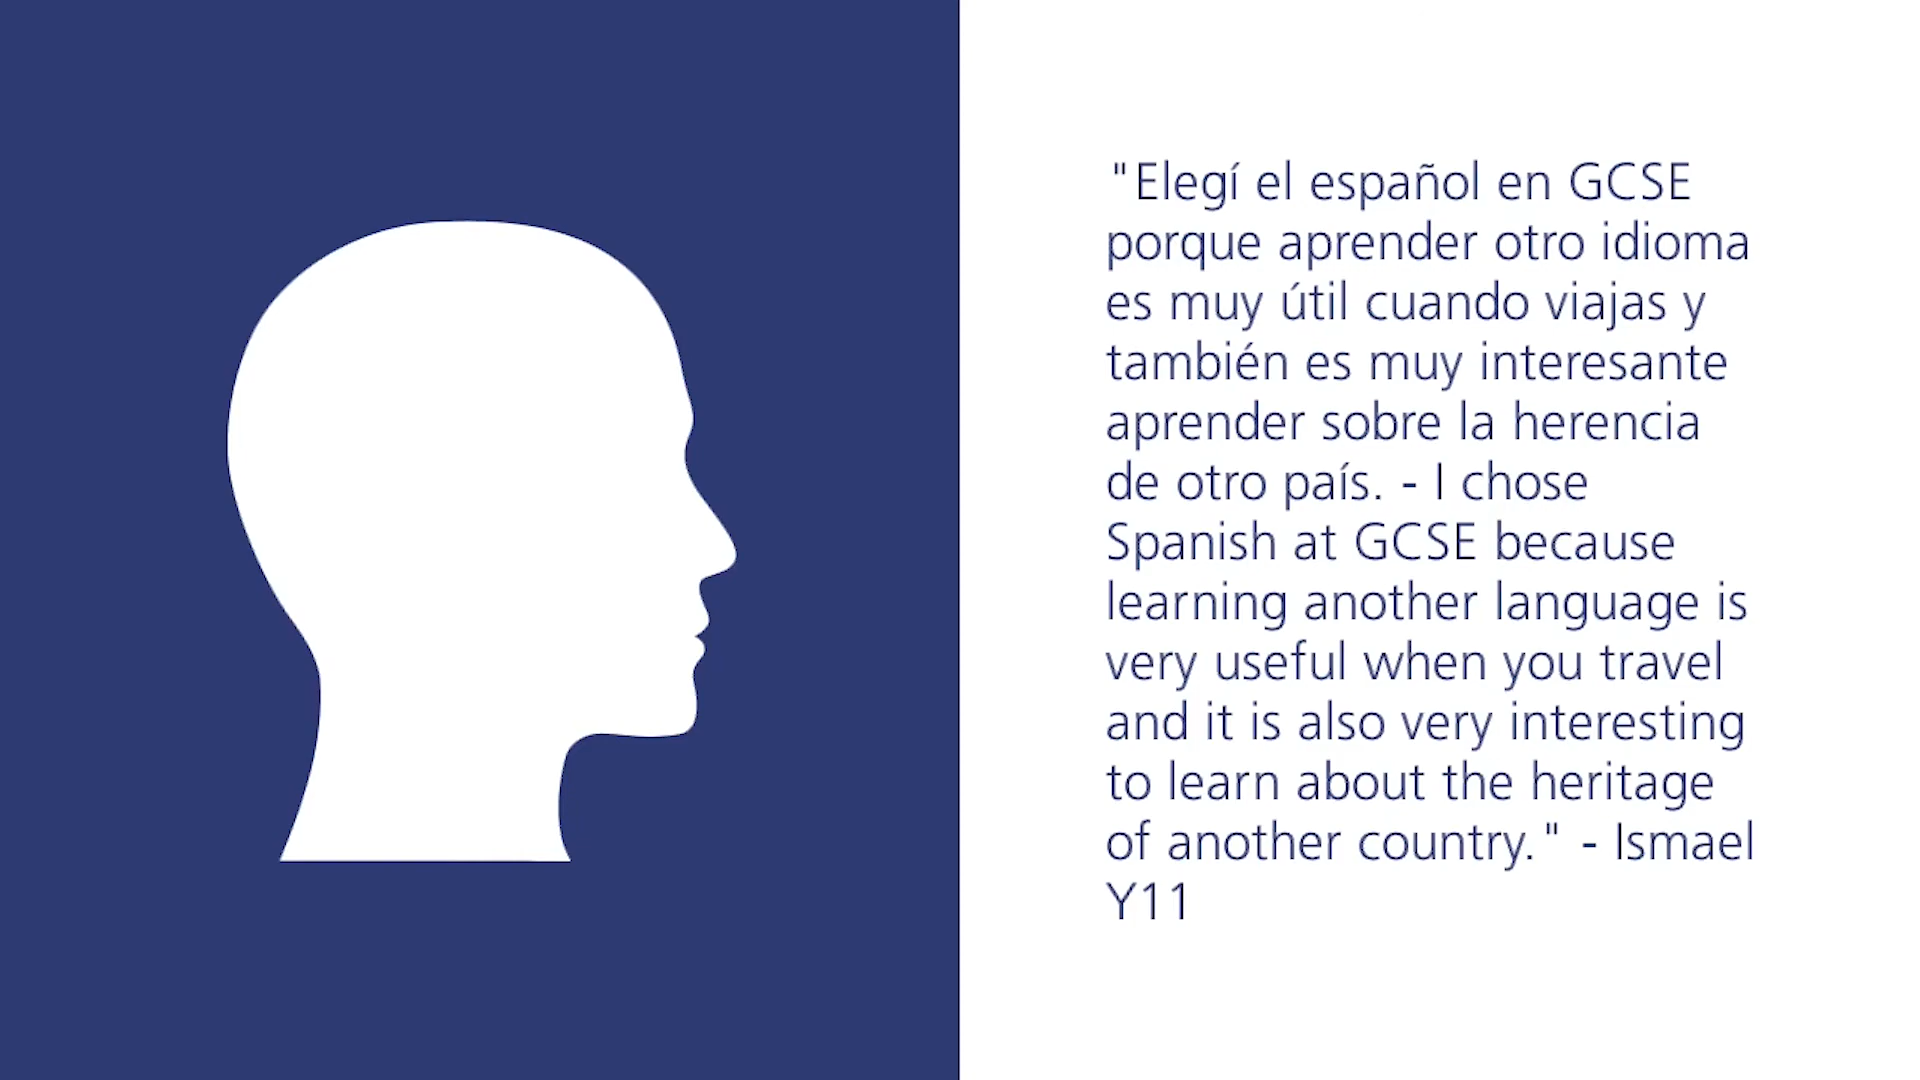 "Elegí el español en GCSE
porque aprender otro idioma
es muy útil cuando viajas y
también es muy interesante
aprender sobre la herencia
de otro país. - I chose
Spanish at GCSE because
learning another language is
very useful when you travel
and it is also very interesting
to learn about the heritage
of another country." - Ismael
Y11